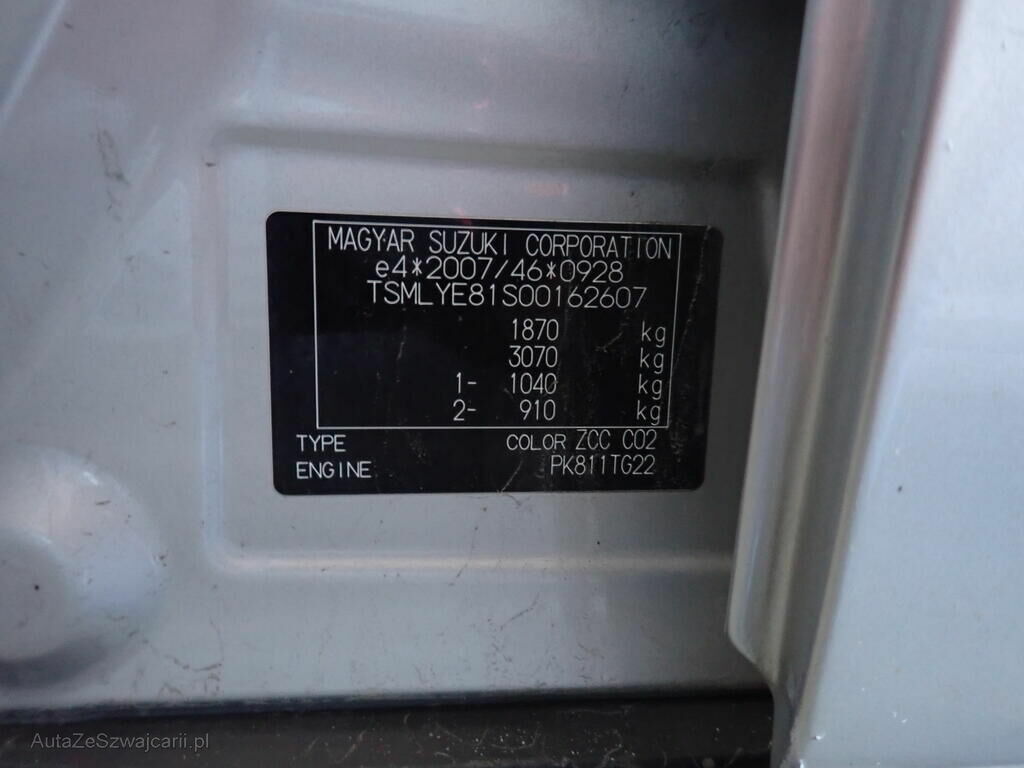 MAGYAR SUZUKI CORPORATION
e4*2007/46*0928
TSMLYE81S00162607
1870 kg
3070 kg
1- 1040 kg
2- 910 kg
TYPE COLOR ZCC C02
ENGINE PK811TG22
AutaZeSzwajcarii.pl